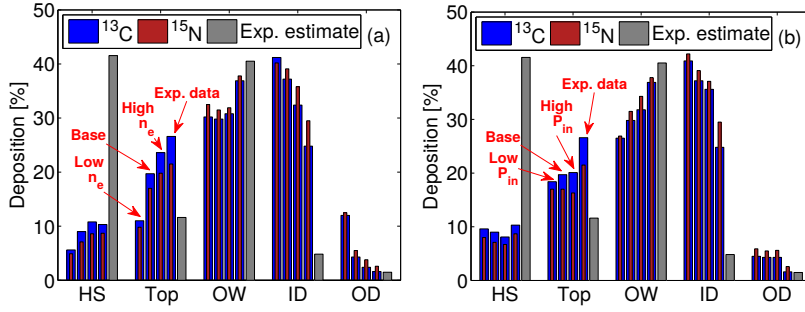 50
40
30
20
10
0
Deposition [%]
13C 15N Exp. estimate
(a)
Exp. data
High
ne
Base
Low
ne
HS Top OW ID OD
50
40
30
20
10
0
Deposition [%]
13C 15N Exp. estimate
(b)
Exp. data
High
Pin
Base
Low
Pin
HS Top OW ID OD